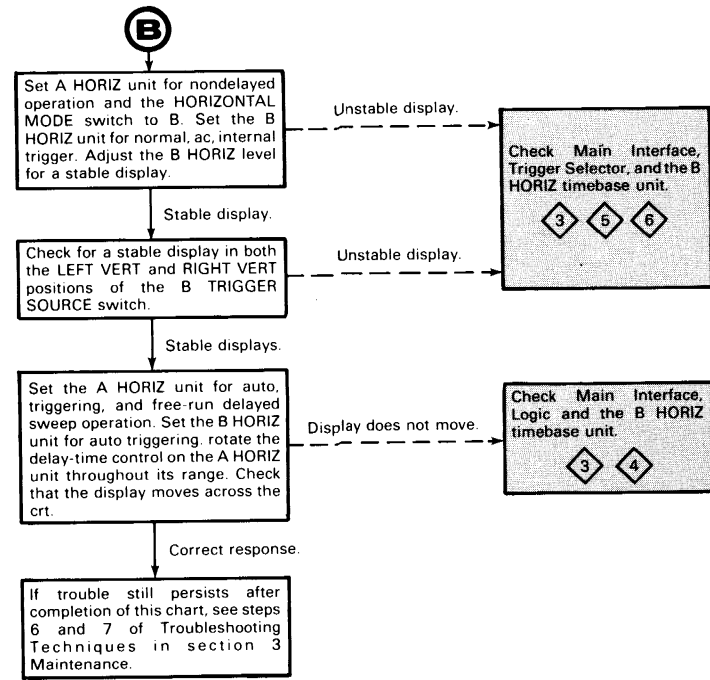 B
Set A HORIZ unit for nondelayed
operation and the HORIZONTAL
MODE switch to B. Set the B
HORIZ unit for normal, ac, internal
trigger. Adjust the B HORIZ level
for a stable display.
Unstable display.
Check Main Interface,
Trigger Selector, and the B
HORIZ timebase unit.
3 5 6
Stable display.
Check for a stable display in both
the LEFT VERT and RIGHT VERT
positions of the B TRIGGER
SOURCE switch.
Unstable display.
Stable displays.
Set the A HORIZ unit for auto,
triggering, and free-run delayed
sweep operation. Set the B HORIZ
unit for auto triggering. rotate the
delay-time control on the A HORIZ
unit throughout its range. Check
that the display moves across the
crt.
Display does not move.
Check Main Interface,
Logic and the B HORIZ
timebase unit.
3 4
Correct response.
If trouble still persists after
completion of this chart, see steps
6 and 7 of Troubleshooting
Techniques in section 3
Maintenance.